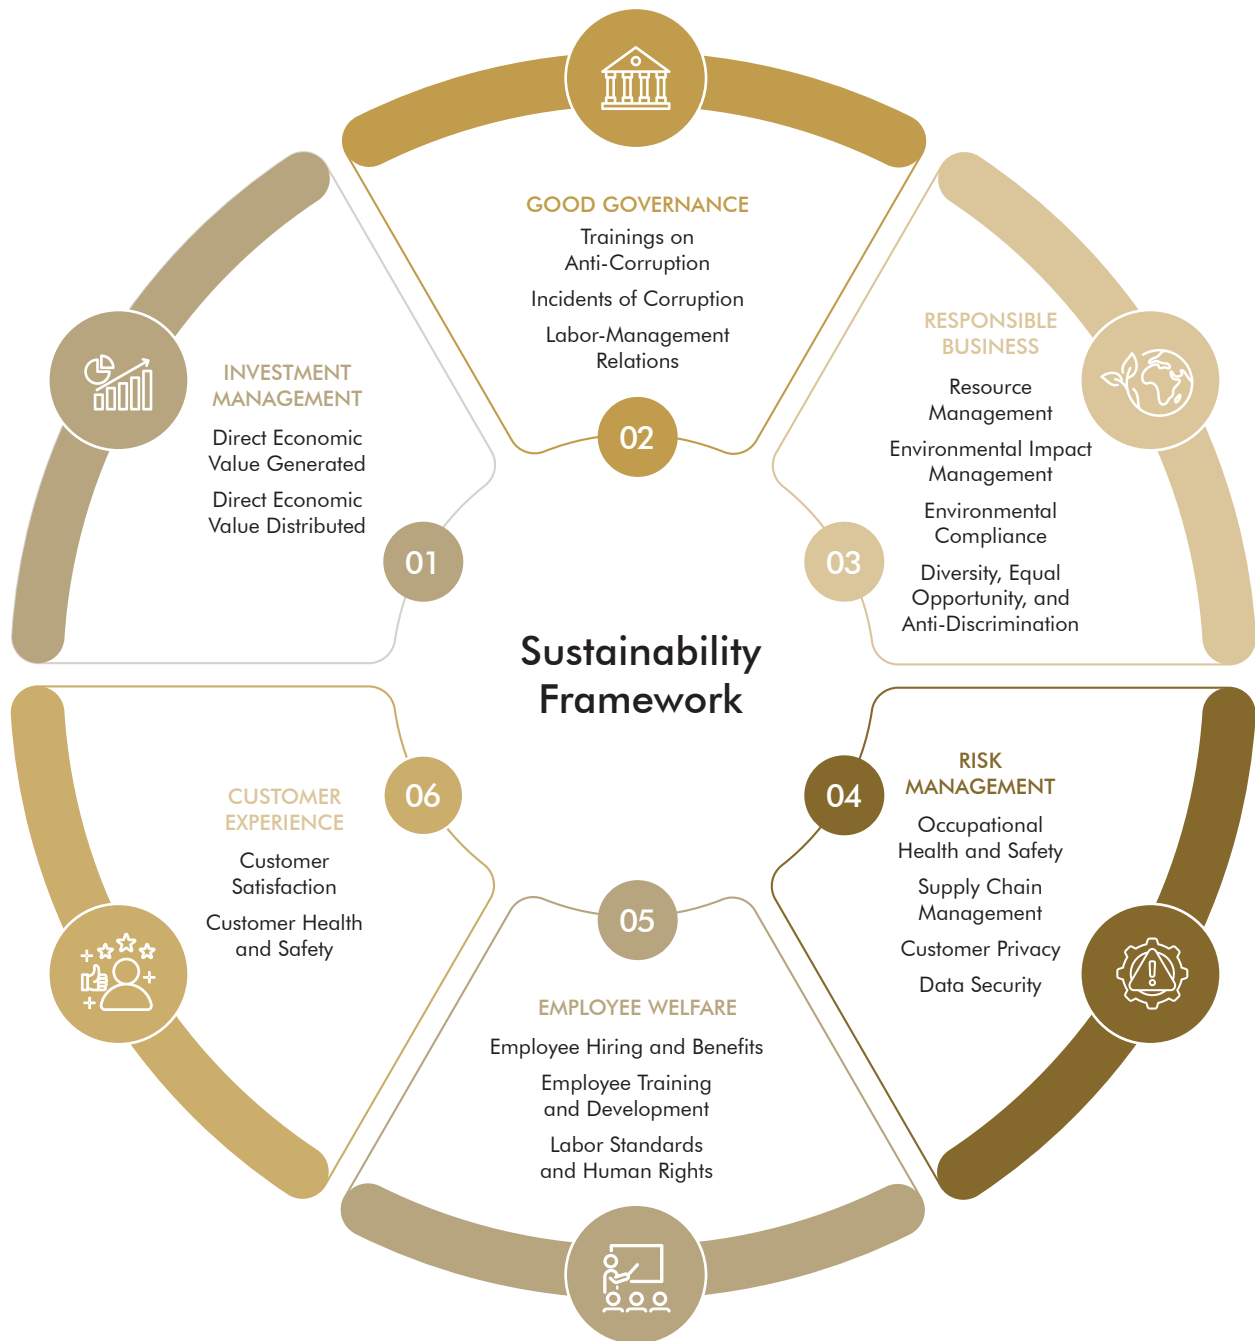 Sustainability
Framework
INVESTMENT
MANAGEMENT
Direct Economic
Value Generated
Direct Economic
Value Distributed
01
GOOD GOVERNANCE
Trainings on
Anti-Corruption
Incidents of Corruption
Labor-Management
Relations
02
RESPONSIBLE
BUSINESS
Resource
Management
Environmental Impact
Management
Environmental
Compliance
Diversity, Equal
Opportunity, and
Anti-Discrimination
03
RISK
MANAGEMENT
Occupational
Health and Safety
Supply Chain
Management
Customer Privacy
Data Security
04
05
EMPLOYEE WELFARE
Employee Hiring and Benefits
Employee Training
and Development
Labor Standards
and Human Rights
06
CUSTOMER
EXPERIENCE
Customer
Satisfaction
Customer Health
and Safety